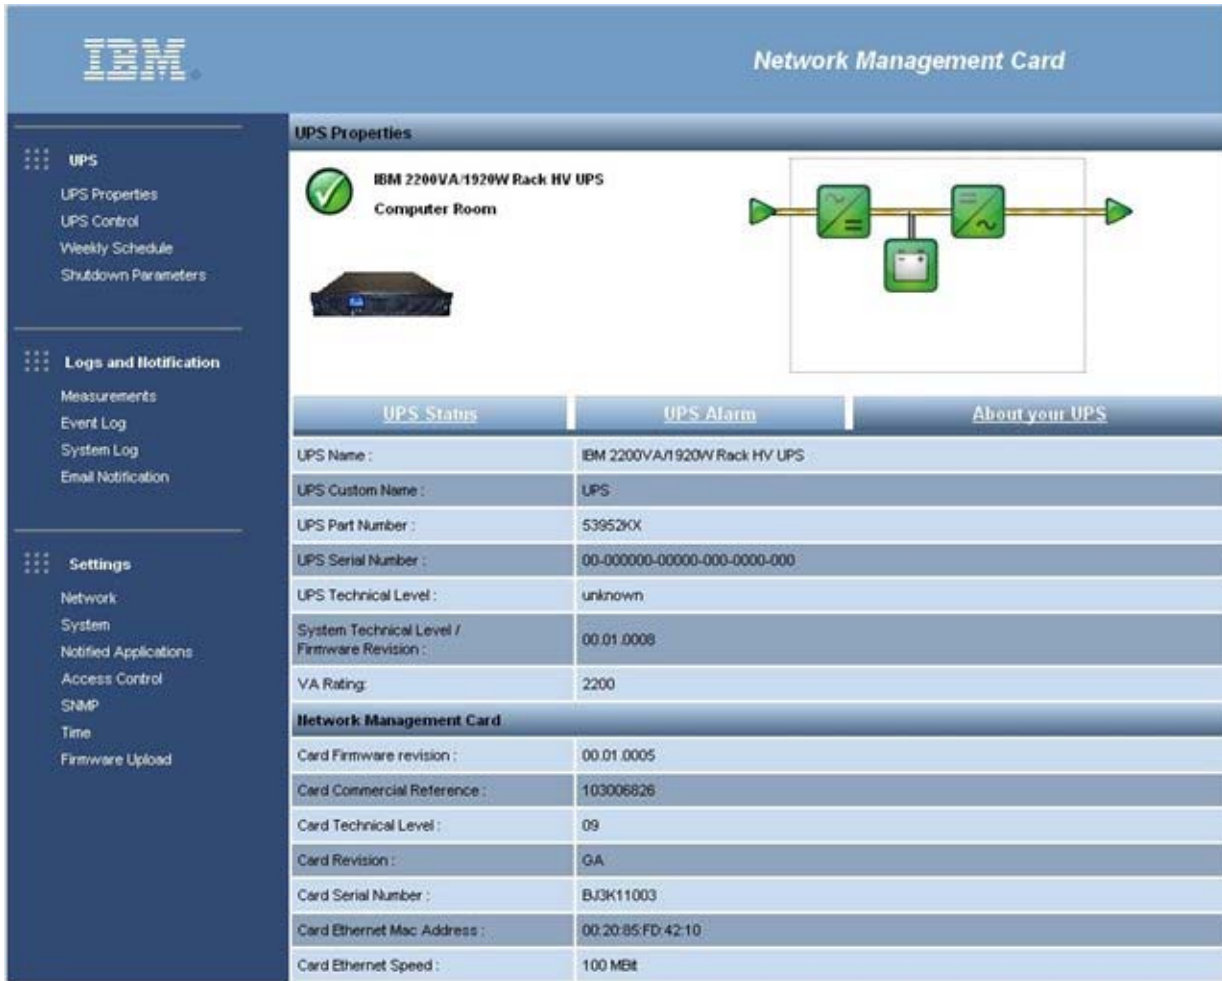 IBM
Network Management Card
UPS
UPS Properties
UPS Control
Weekly Schedule
Shutdown Parameters
Logs and Notification
Measurements
Event Log
System Log
Email Notification
Settings
Network
System
Notified Applications
Access Control
SNMP
Time
Firmware Upload
UPS Properties
IBM 2200VA/1920W Rack HV UPS
Computer Room
UPS Status
UPS Alarm
About your UPS
UPS Name : IBM 2200VA/1920W Rack HV UPS
UPS Custom Name : UPS
UPS Part Number : 53952KX
UPS Serial Number : 00-000000-00000-000-0000-000
UPS Technical Level : unknown
System Technical Level /
Firmware Revision : 00.01.0008
VA Rating: 2200
Network Management Card
Card Firmware revision : 00.01.0005
Card Commercial Reference : 103006826
Card Technical Level : 09
Card Revision : GA
Card Serial Number : BJ3K11003
Card Ethernet Mac Address : 00:20:85:FD:42:10
Card Ethernet Speed : 100 MBit